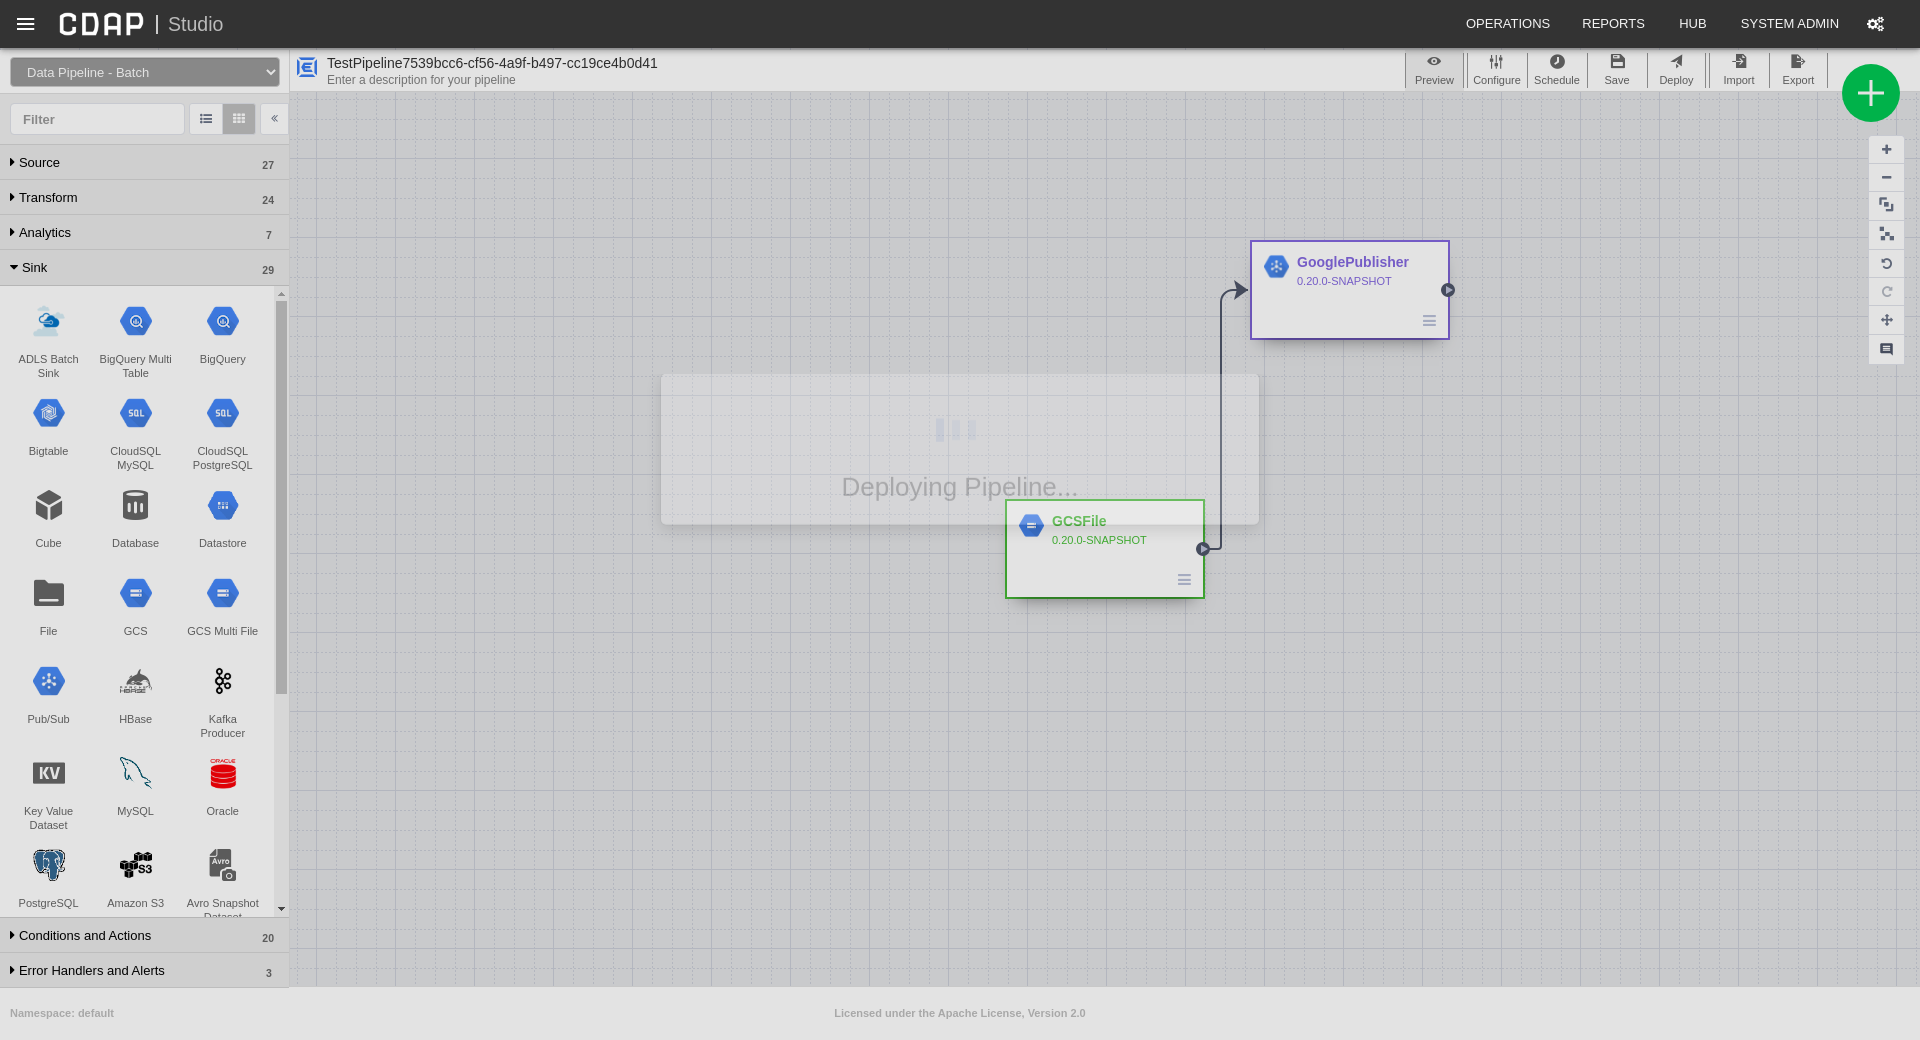 CDAP | Studio
OPERATIONS REPORTS HUB SYSTEM ADMIN
Data Pipeline - Batch
TestPipeline7539bcc6-cf56-4a9f-b497-cc19ce4b0d41
Enter a description for your pipeline
Preview Configure Schedule Save Deploy Import Export
Filter
Source 27
Transform 24
Analytics 7
Sink 29
ADLS Batch Sink
BigQuery Multi Table
BigQuery
Bigtable
SQL
CloudSQL MySQL
SQL
CloudSQL PostgreSQL
Cube
Database
Datastore
File
GCS
GCS Multi File
Pub/Sub
HBASE
HBase
Kafka Producer
KV
Key Value Dataset
MySQL
ORACLE
Oracle
PostgreSQL
S3
Amazon S3
Avro
Avro Snapshot Dataset
Conditions and Actions 20
Error Handlers and Alerts 3
GooglePublisher
0.20.0-SNAPSHOT
Deploying Pipeline...
GCSFile
0.20.0-SNAPSHOT
Namespace: default
Licensed under the Apache License, Version 2.0